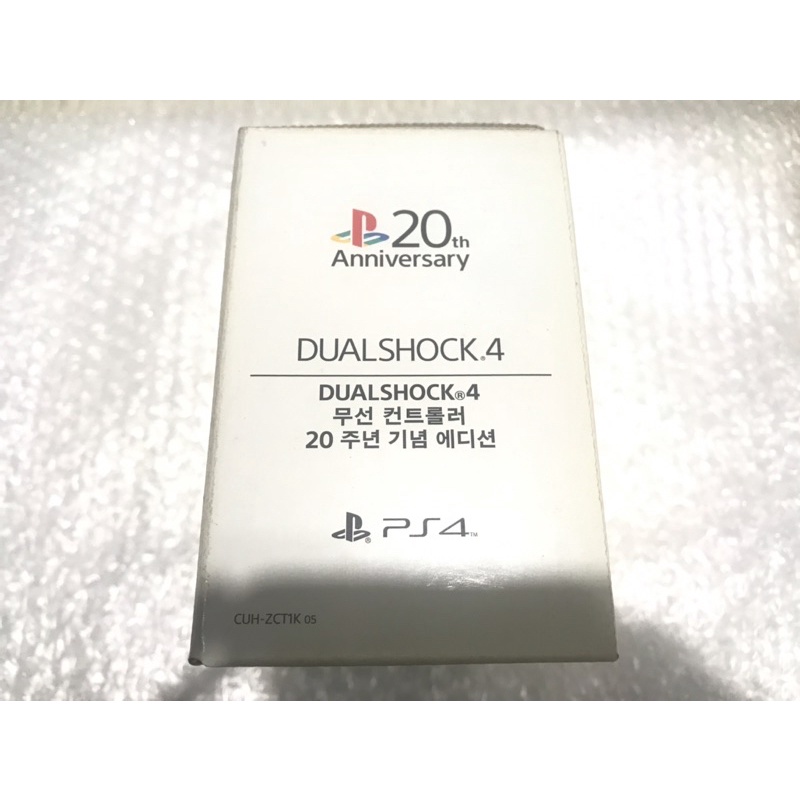 20th
Anniversary
DUALSHOCK®4
DUALSHOCK®4
무선 컨트롤러
20 주년 기념 에디션
PS4™
CUH-ZCT1K 05